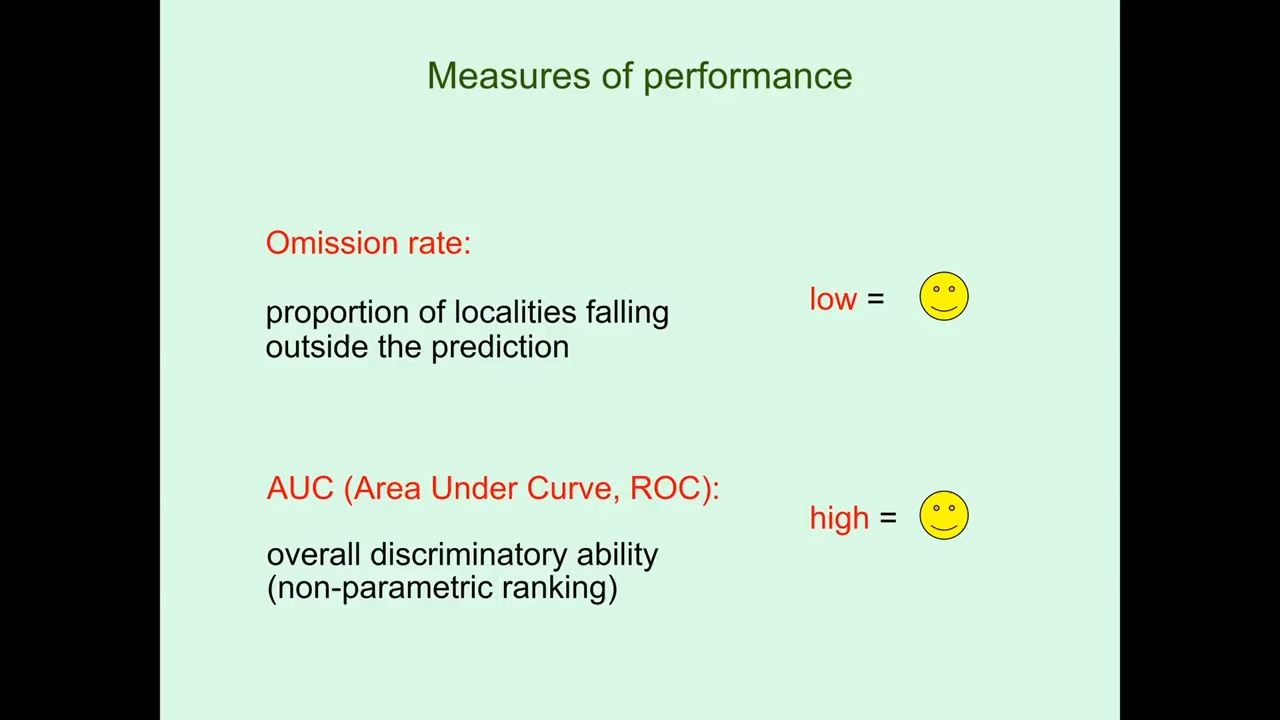 Measures of performance
Omission rate:
proportion of localities falling
outside the prediction
low =
AUC (Area Under Curve, ROC):
overall discriminatory ability
(non-parametric ranking)
high =